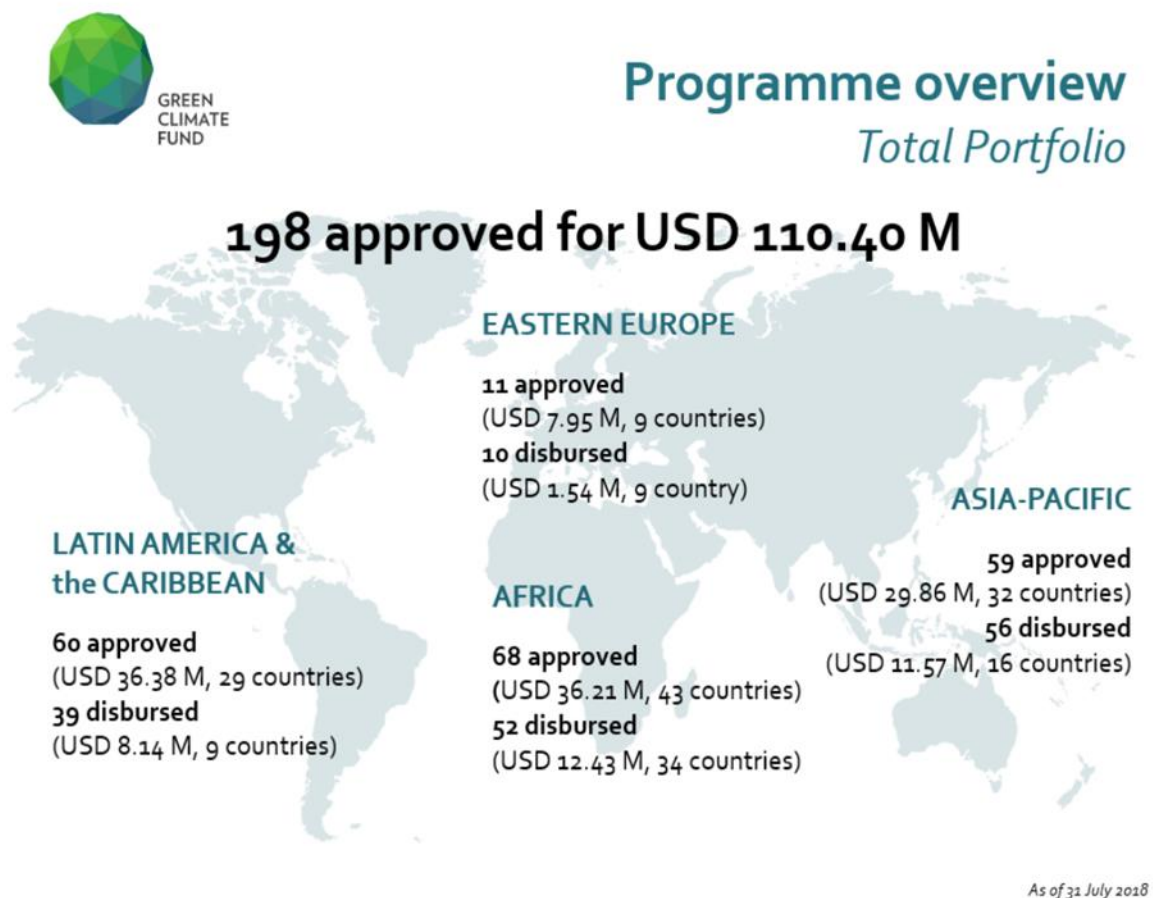 GREEN
CLIMATE
FUND
Programme overview
Total Portfolio
198 approved for USD 110.40 M
EASTERN EUROPE
11 approved
(USD 7.95 M, 9 countries)
10 disbursed
(USD 1.54 M, 9 country)
ASIA-PACIFIC
59 approved
(USD 29.86 M, 32 countries)
56 disbursed
(USD 11.57 M, 16 countries)
LATIN AMERICA &
the CARIBBEAN
60 approved
(USD 36.38 M, 29 countries)
39 disbursed
(USD 8.14 M, 9 countries)
AFRICA
68 approved
(USD 36.21 M, 43 countries)
52 disbursed
(USD 12.43 M, 34 countries)
As of 31 July 2018